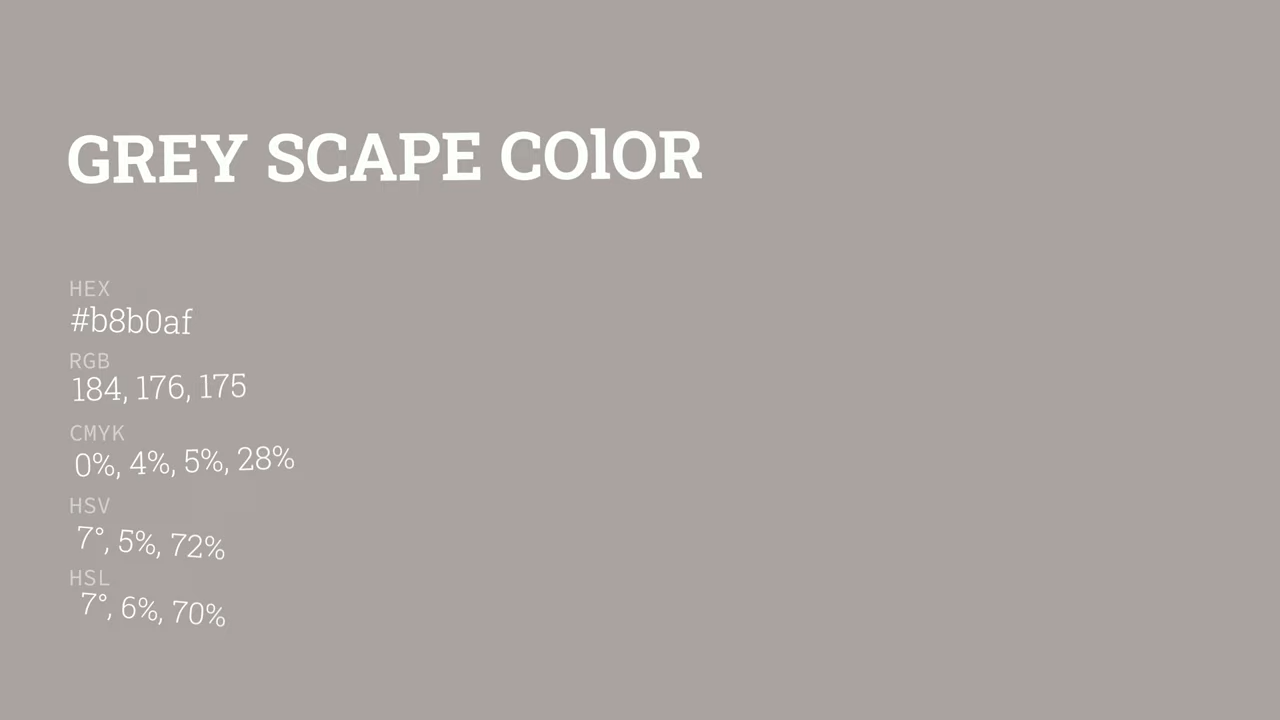 GREY SCAPE COlOR
HEX
#b8b0af
RGB
184, 176, 175
CMYK
0%, 4%, 5%, 28%
HSV
7°, 5%, 72%
HSL
7°, 6%, 70%